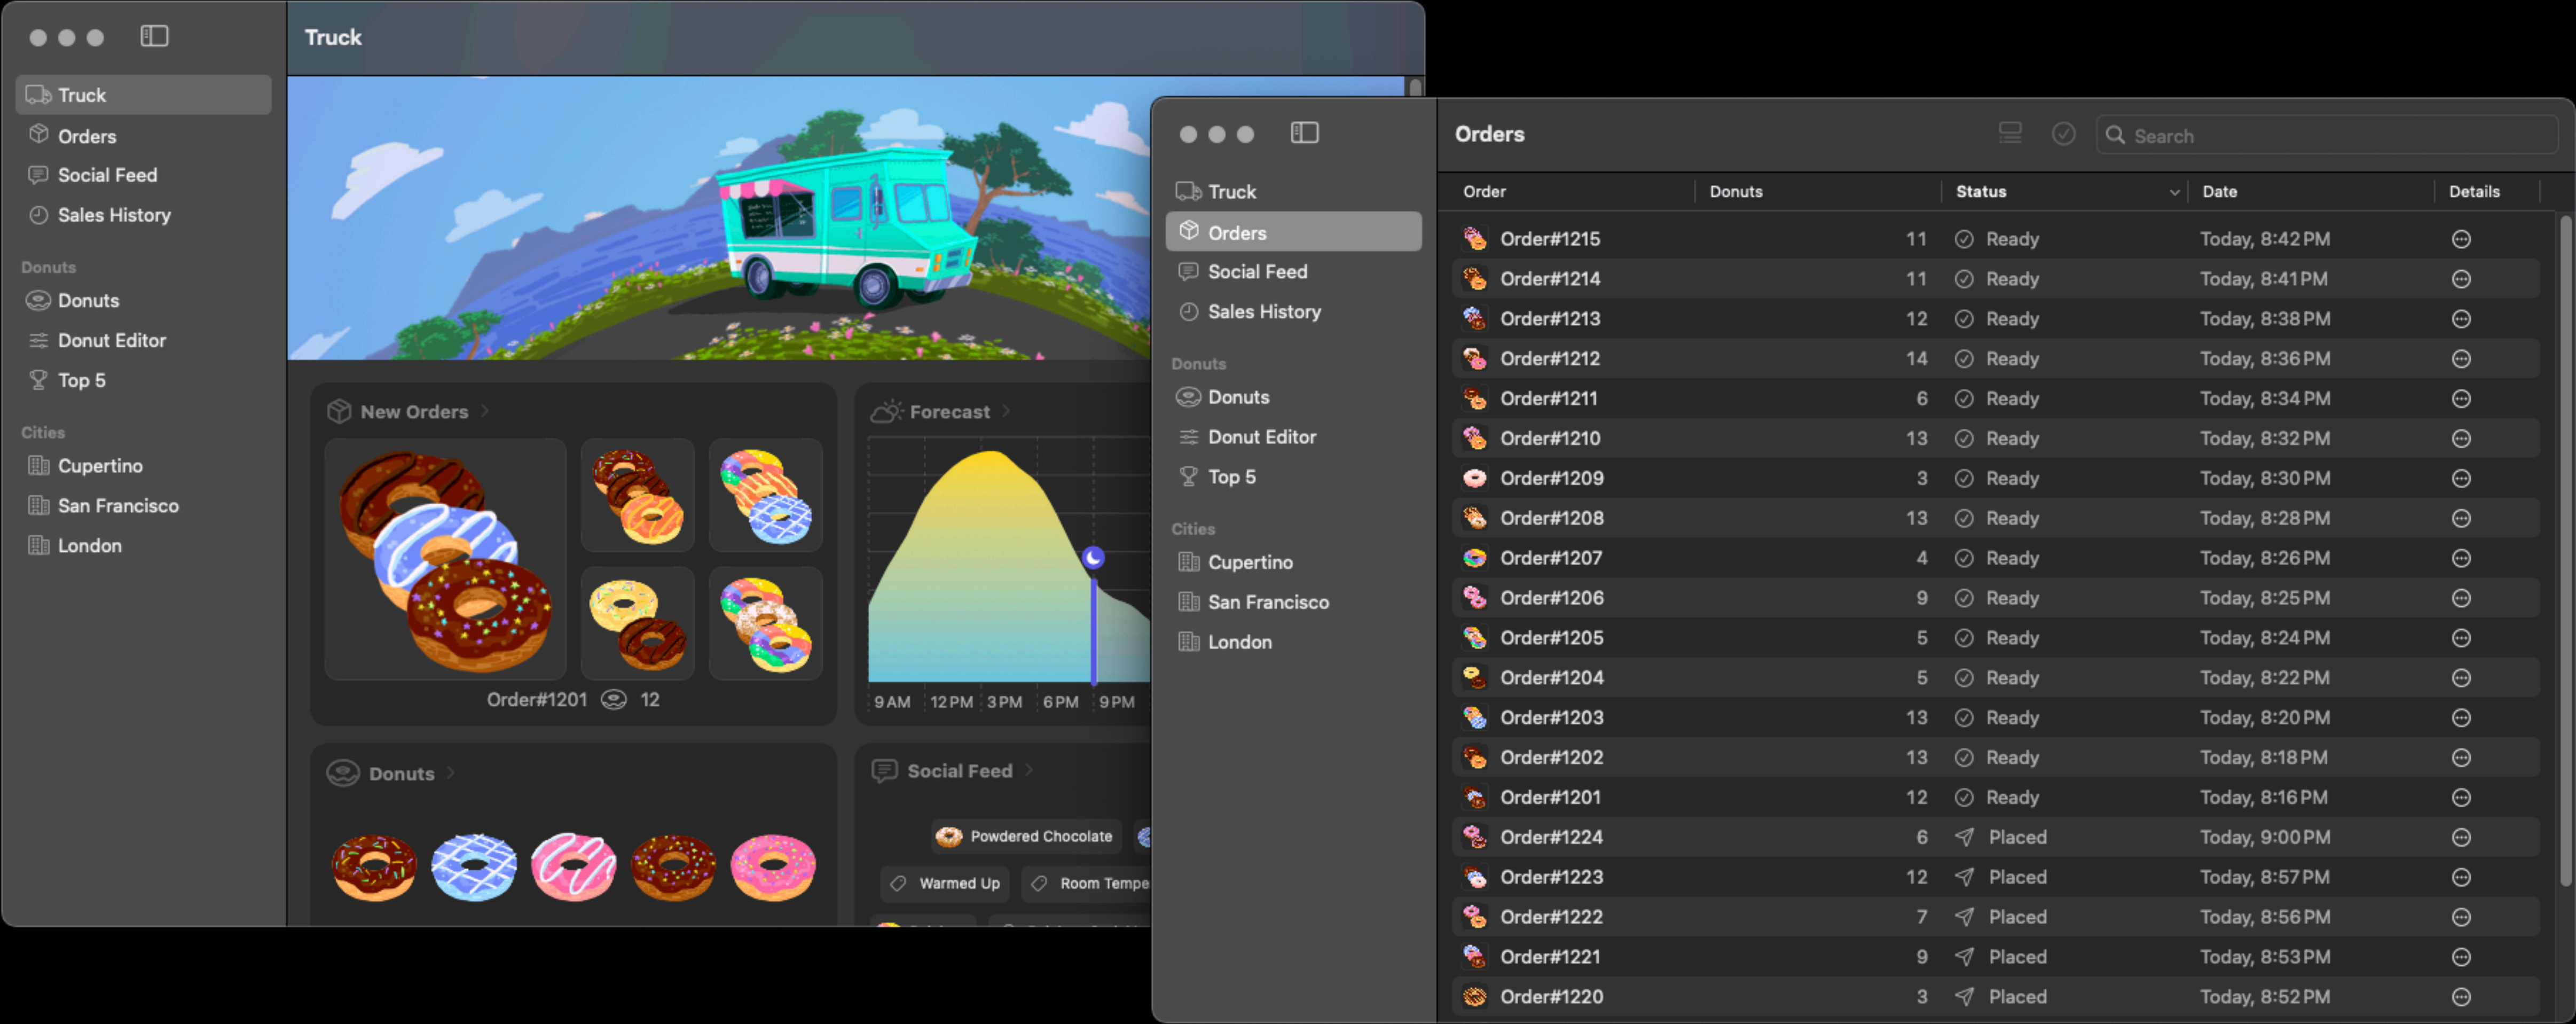 Truck
Truck
Orders
Social Feed
Sales History
Donuts
Donuts
Donut Editor
Top 5
Cities
Cupertino
San Francisco
London
New Orders
Order#1201 12
Forecast
9 AM 12 PM 3 PM 6 PM 9 PM
Donuts
Social Feed
Powdered Chocolate
Warmed Up Room Tempe
Orders
Search
Truck
Orders
Social Feed
Sales History
Donuts
Donuts
Donut Editor
Top 5
Cities
Cupertino
San Francisco
London
Order Donuts Status Date Details
Order#1215 11 Ready Today, 8:42 PM
Order#1214 11 Ready Today, 8:41 PM
Order#1213 12 Ready Today, 8:38 PM
Order#1212 14 Ready Today, 8:36 PM
Order#1211 6 Ready Today, 8:34 PM
Order#1210 13 Ready Today, 8:32 PM
Order#1209 3 Ready Today, 8:30 PM
Order#1208 13 Ready Today, 8:28 PM
Order#1207 4 Ready Today, 8:26 PM
Order#1206 9 Ready Today, 8:25 PM
Order#1205 5 Ready Today, 8:24 PM
Order#1204 5 Ready Today, 8:22 PM
Order#1203 13 Ready Today, 8:20 PM
Order#1202 13 Ready Today, 8:18 PM
Order#1201 12 Ready Today, 8:16 PM
Order#1224 6 Placed Today, 9:00 PM
Order#1223 12 Placed Today, 8:57 PM
Order#1222 7 Placed Today, 8:56 PM
Order#1221 9 Placed Today, 8:53 PM
Order#1220 3 Placed Today, 8:52 PM